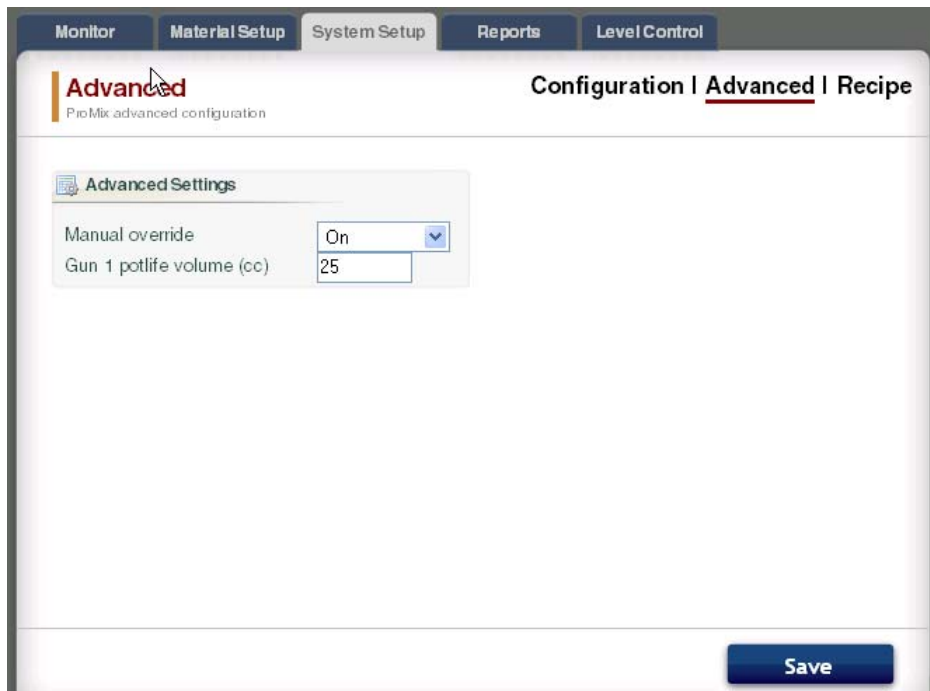 Monitor Material Setup System Setup Reports Level Control
Advanced
ProMix advanced configuration
Configuration | Advanced | Recipe
Advanced Settings
Manual override On
Gun 1 potlife volume (cc) 25
Save